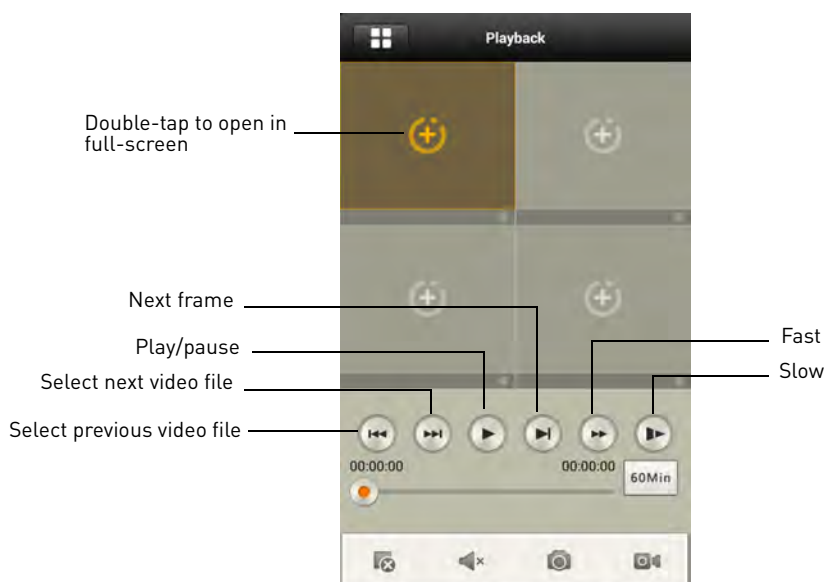 Playback
Double-tap to open in
full-screen
Next frame
Play/pause
Select next video file
Select previous video file
Fast
Slow
00:00:00
00:00:00
60Min